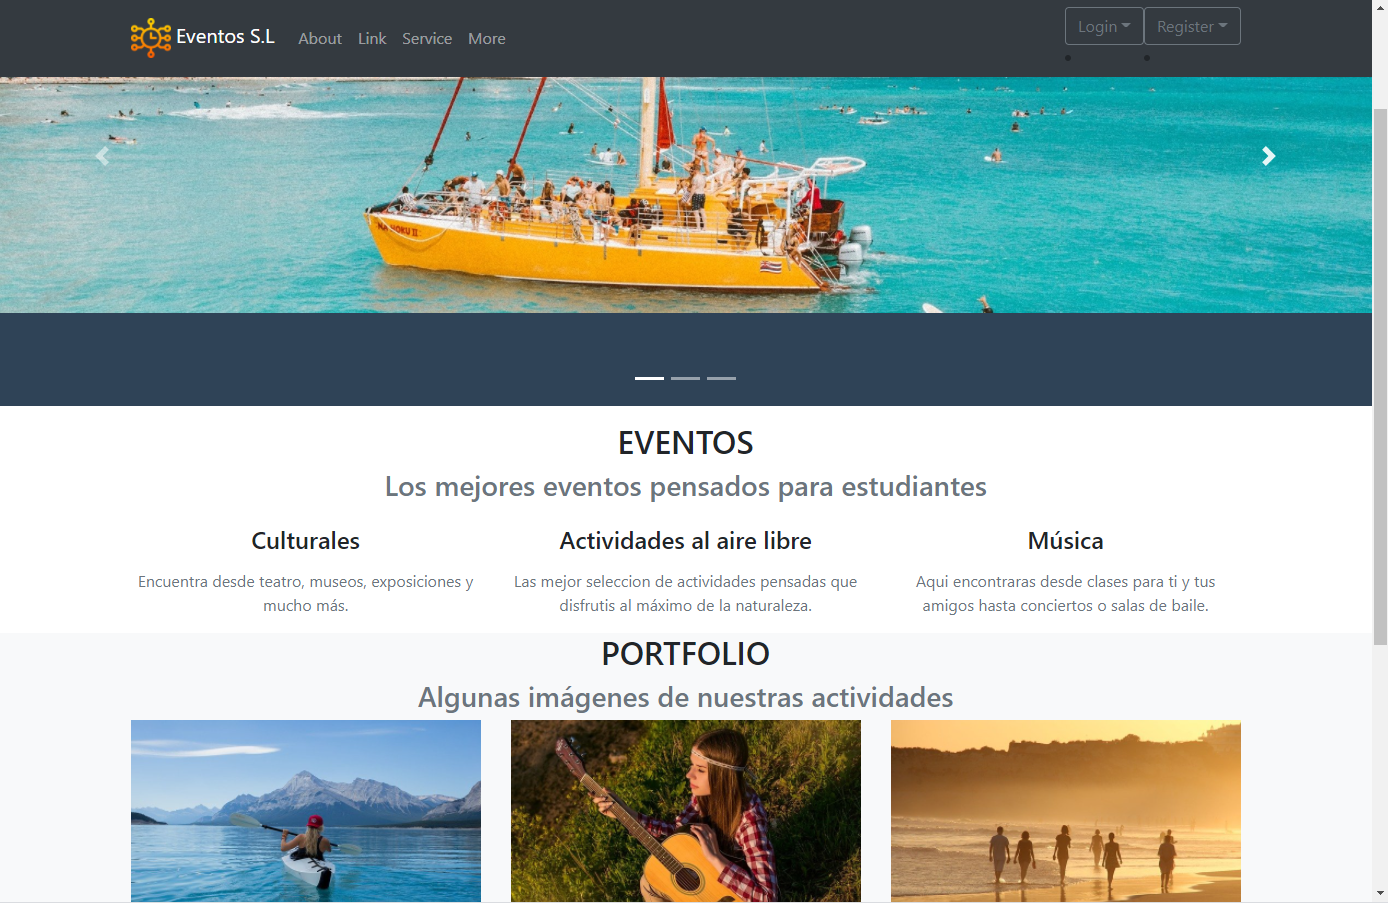 Eventos S.L
About
Link
Service
More
Login
Register
NA HOKU II
EVENTOS
Los mejores eventos pensados para estudiantes
Culturales
Encuentra desde teatro, museos, exposiciones y
mucho más.
Actividades al aire libre
Las mejor seleccion de actividades pensadas que
disfrutis al máximo de la naturaleza.
Música
Aqui encontraras desde clases para ti y tus
amigos hasta conciertos o salas de baile.
PORTFOLIO
Algunas imágenes de nuestras actividades